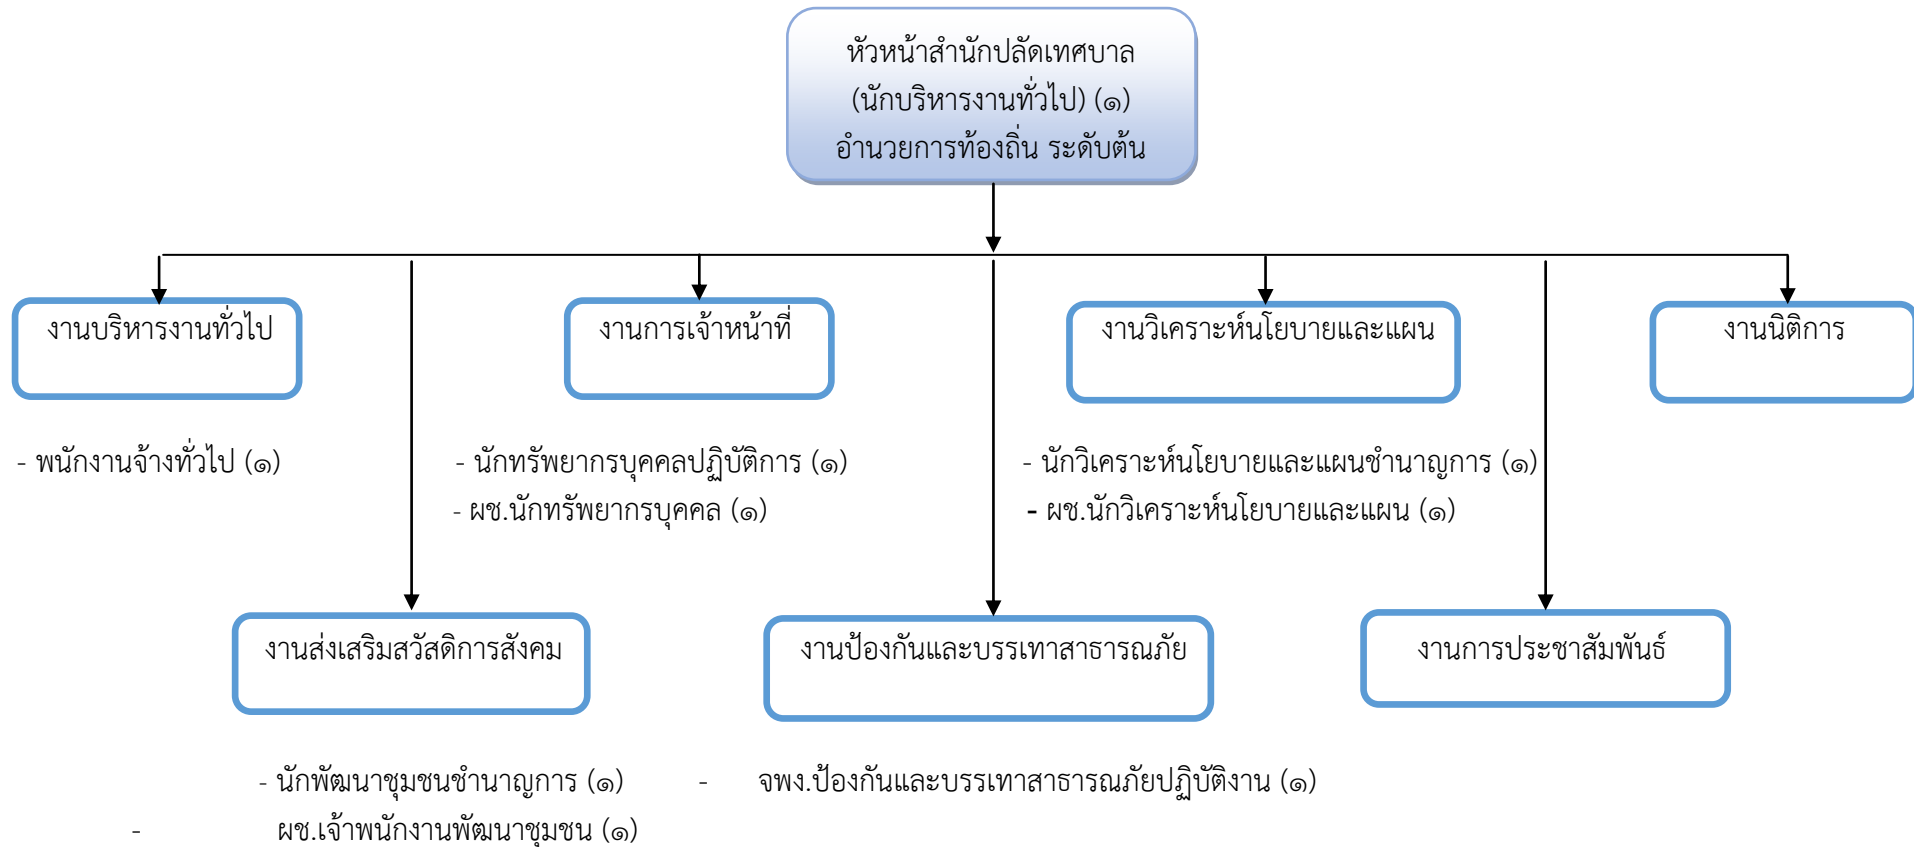 หัวหน้าสำนักปลัดเทศบาล
(นักบริหารงานทั่วไป) (๑)
อำนวยการท้องถิ่น ระดับต้น
งานบริหารงานทั่วไป
งานการเจ้าหน้าที่
งานวิเคราะห์นโยบายและแผน
งานนิติการ
- พนักงานจ้างทั่วไป (๑)
- นักทรัพยากรบุคคลปฏิบัติการ (๑)
- ผช.นักทรัพยากรบุคคล (๑)
- นักวิเคราะห์นโยบายและแผนชำนาญการ (๑)
- ผช.นักวิเคราะห์นโยบายและแผน (๑)
งานส่งเสริมสวัสดิการสังคม
งานป้องกันและบรรเทาสาธารณภัย
งานการประชาสัมพันธ์
- นักพัฒนาชุมชนชำนาญการ (๑)
- ผช.เจ้าพนักงานพัฒนาชุมชน (๑)
- จพง.ป้องกันและบรรเทาสาธารณภัยปฏิบัติงาน (๑)